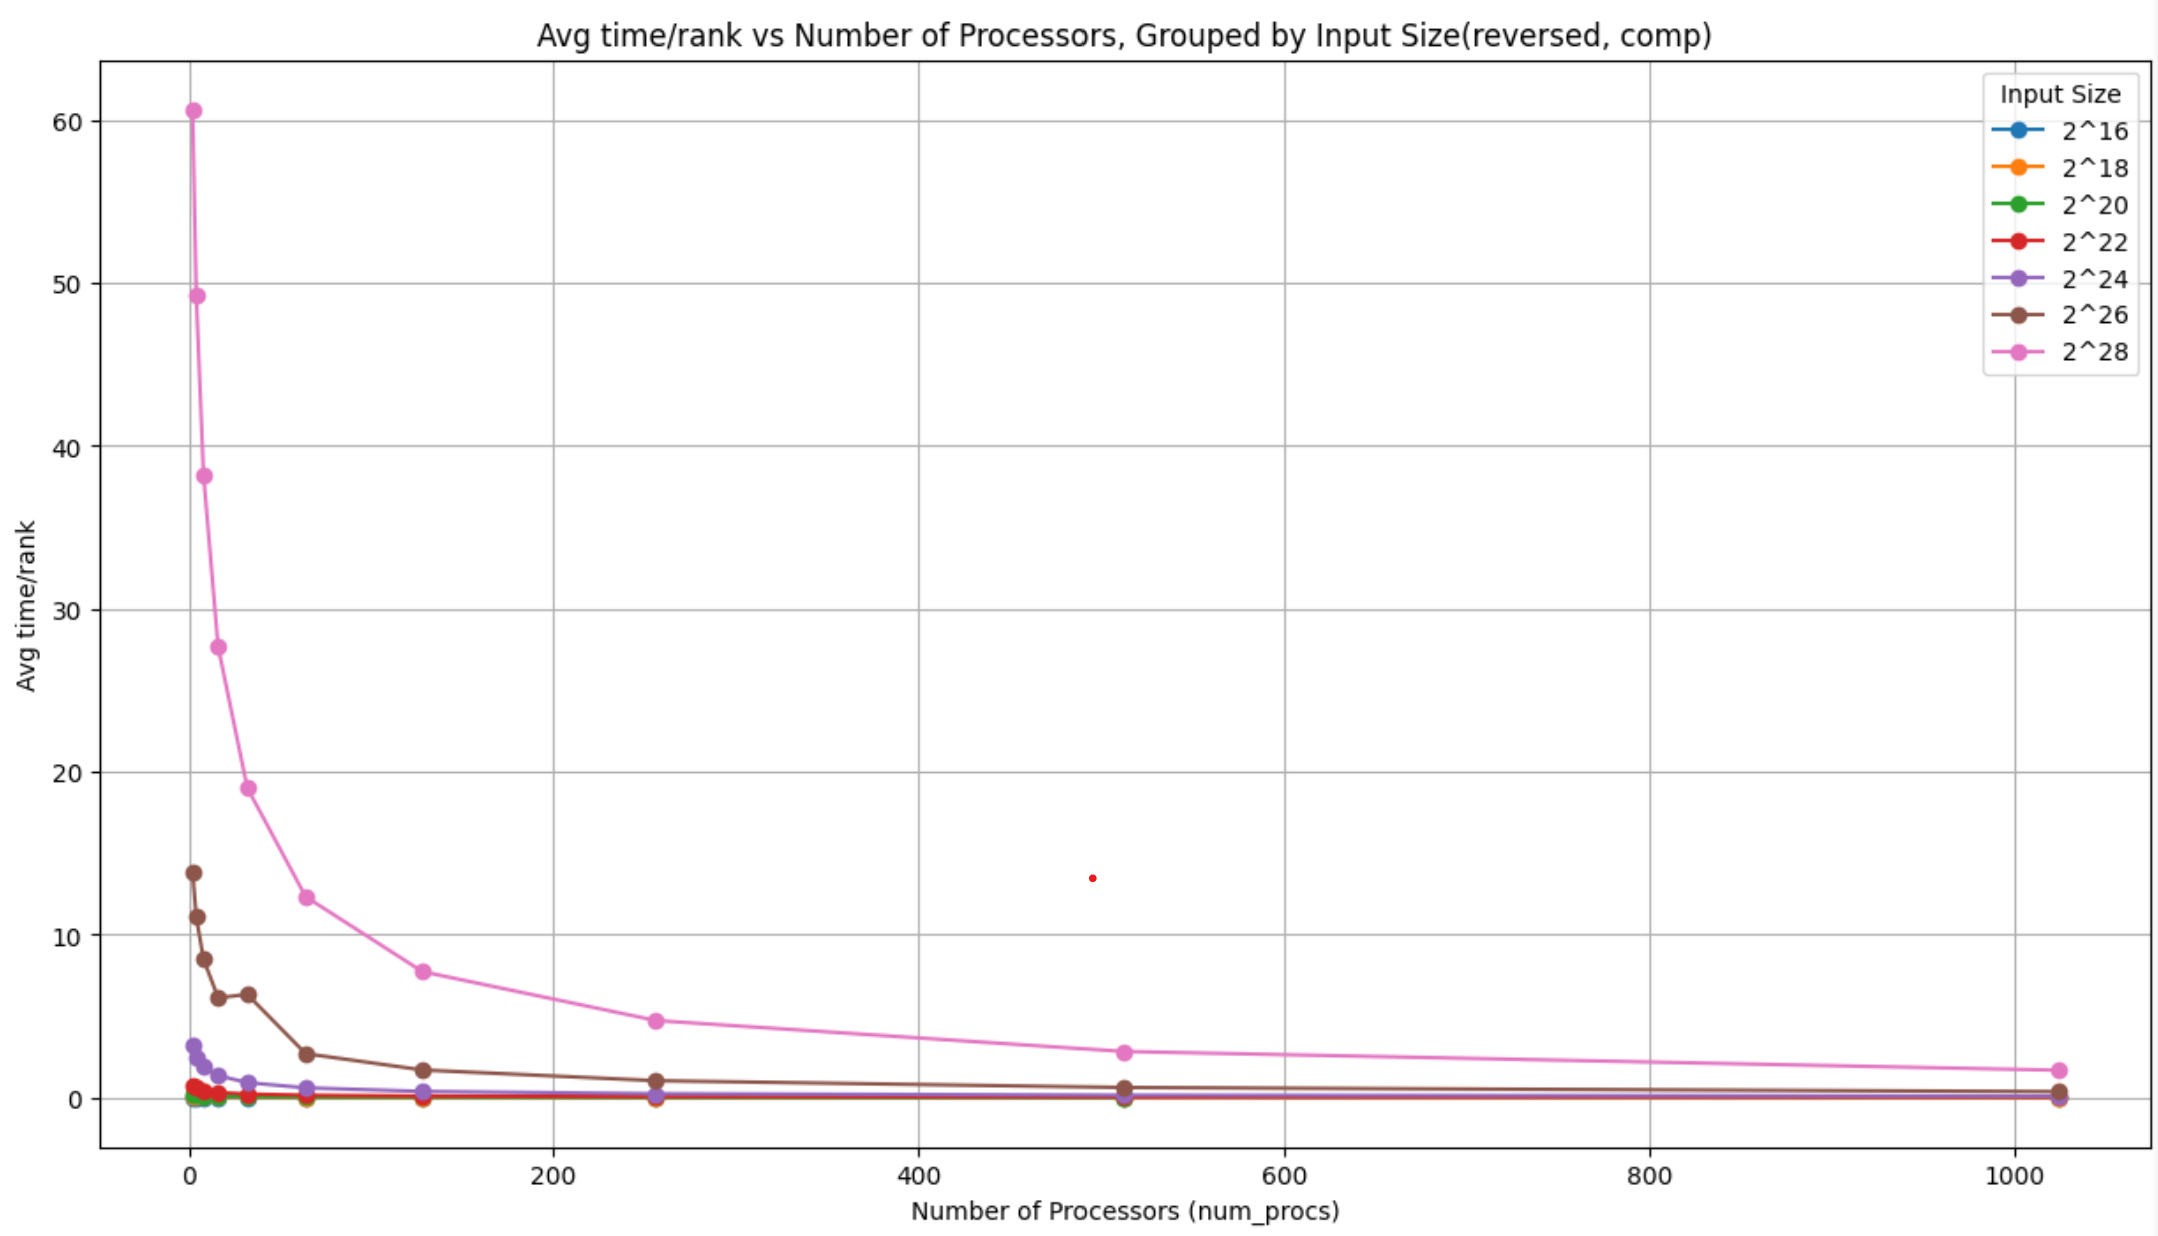 Avg time/rank vs Number of Processors, Grouped by Input Size(reversed, comp)
Input Size
2^16
2^18
2^20
2^22
2^24
2^26
2^28
60
50
40
30
20
10
0
Avg time/rank
0 200 400 600 800 1000
Number of Processors (num_procs)